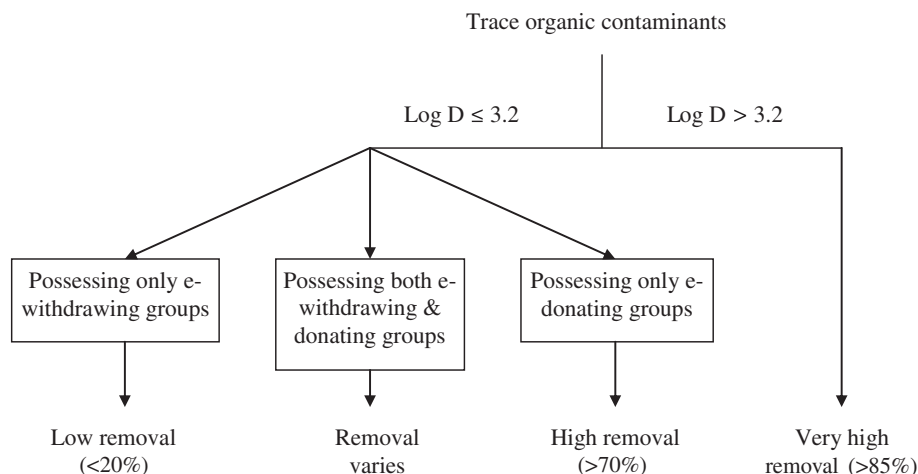 Trace organic contaminants
Log D ≤ 3.2
Log D > 3.2
Possessing only e-
withdrawing groups
Possessing both e-
withdrawing &
donating groups
Possessing only e-
donating groups
Low removal
(<20%)
Removal
varies
High removal
(>70%)
Very high
removal (>85%)